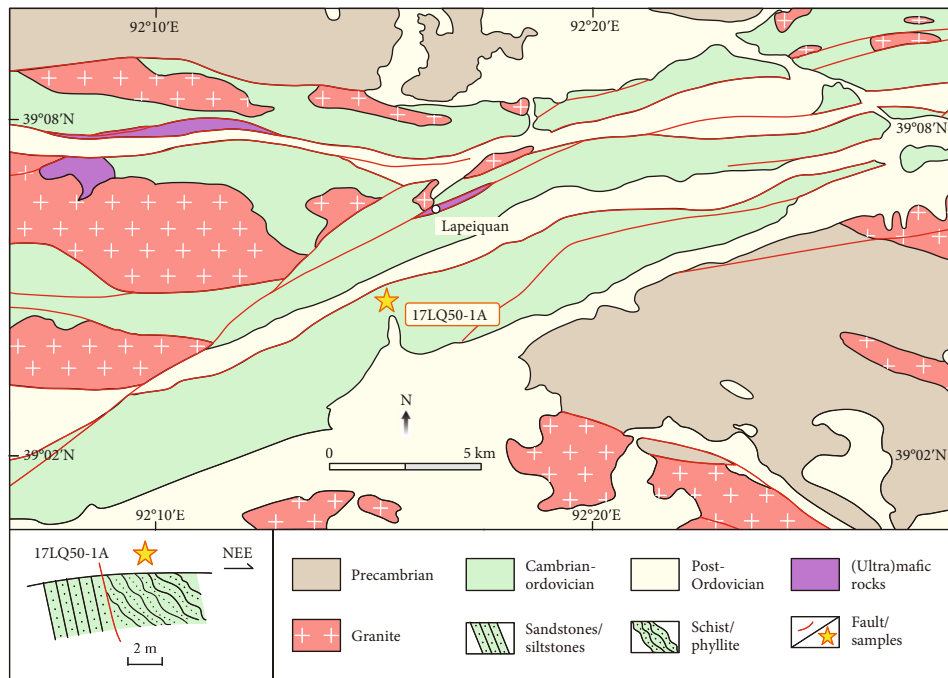 92°10′E
92°20′E
39°08′N
39°08′N
Lapeiquan
17LQ50-1A
N
0
5 km
39°02′N
39°02′N
92°10′E
92°20′E
17LQ50-1A
NEE
2 m
Precambrian
Cambrian-
ordovician
Post-
Ordovician
(Ultra)mafic
rocks
Granite
Sandstones/
siltstones
Schist/
phyllite
Fault/
samples